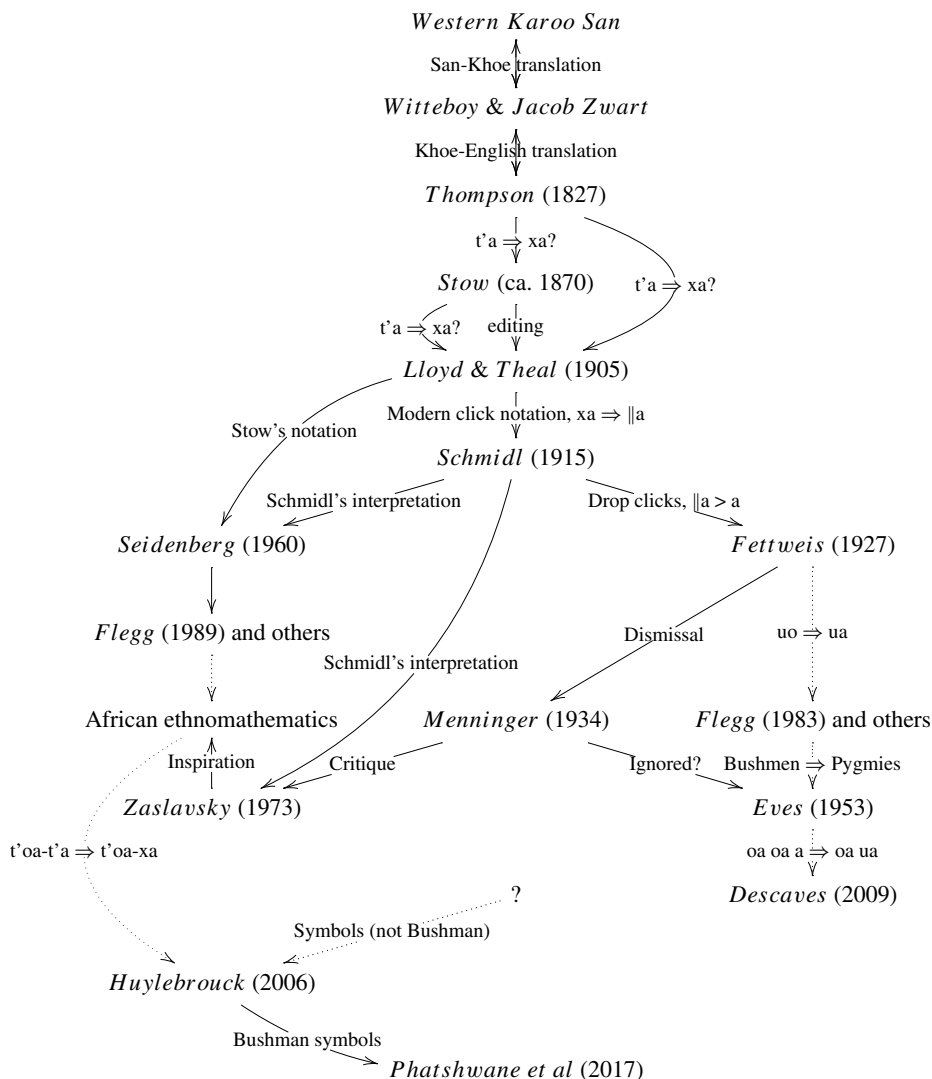 Western Karoo San
San-Khoe translation
Witteboy & Jacob Zwart
Khoe-English translation
Thompson (1827)
t'a ⇒ xa?
Stow (ca. 1870)
t'a ⇒ xa?
t'a ⇒ xa?
editing
Lloyd & Theal (1905)
Modern click notation, xa ⇒ ‖a
Stow's notation
Schmidl (1915)
Schmidl's interpretation
Drop clicks, ‖a > a
Seidenberg (1960)
Fettweis (1927)
Flegg (1989) and others
Dismissal
uo ⇒ ua
Schmidl's interpretation
African ethnomathematics
Menninger (1934)
Flegg (1983) and others
Inspiration
Critique
Ignored?
Bushmen ⇒ Pygmies
Zaslavsky (1973)
Eves (1953)
t'oa-t'a ⇒ t'oa-xa
oa oa a ⇒ oa ua
?
Descaves (2009)
Symbols (not Bushman)
Huylebrouck (2006)
Bushman symbols
Phatshwane et al (2017)